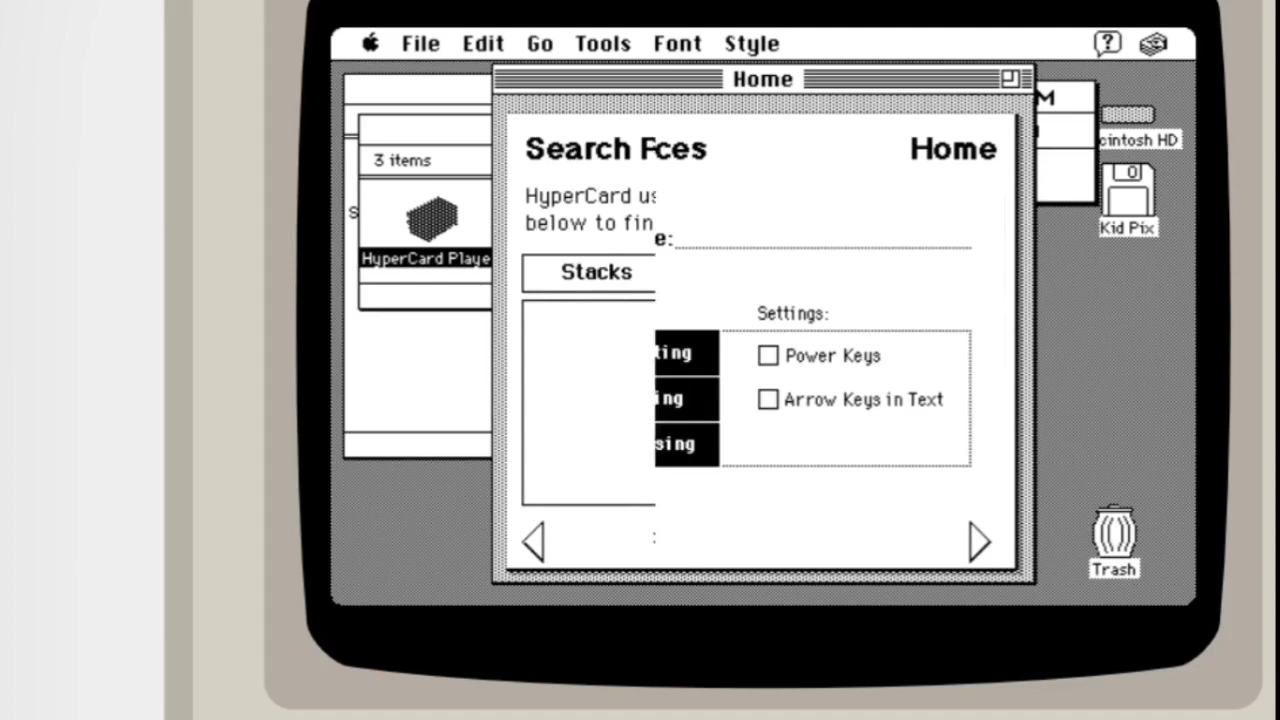 File Edit Go Tools Font Style
Home
3 items
HyperCard Playe
M
cintosh HD
Kid Pix
Search Fces Home
HyperCard us
below to fin
e:
Stacks
Settings:
ting
Power Keys
ing
Arrow Keys in Text
sing
Trash